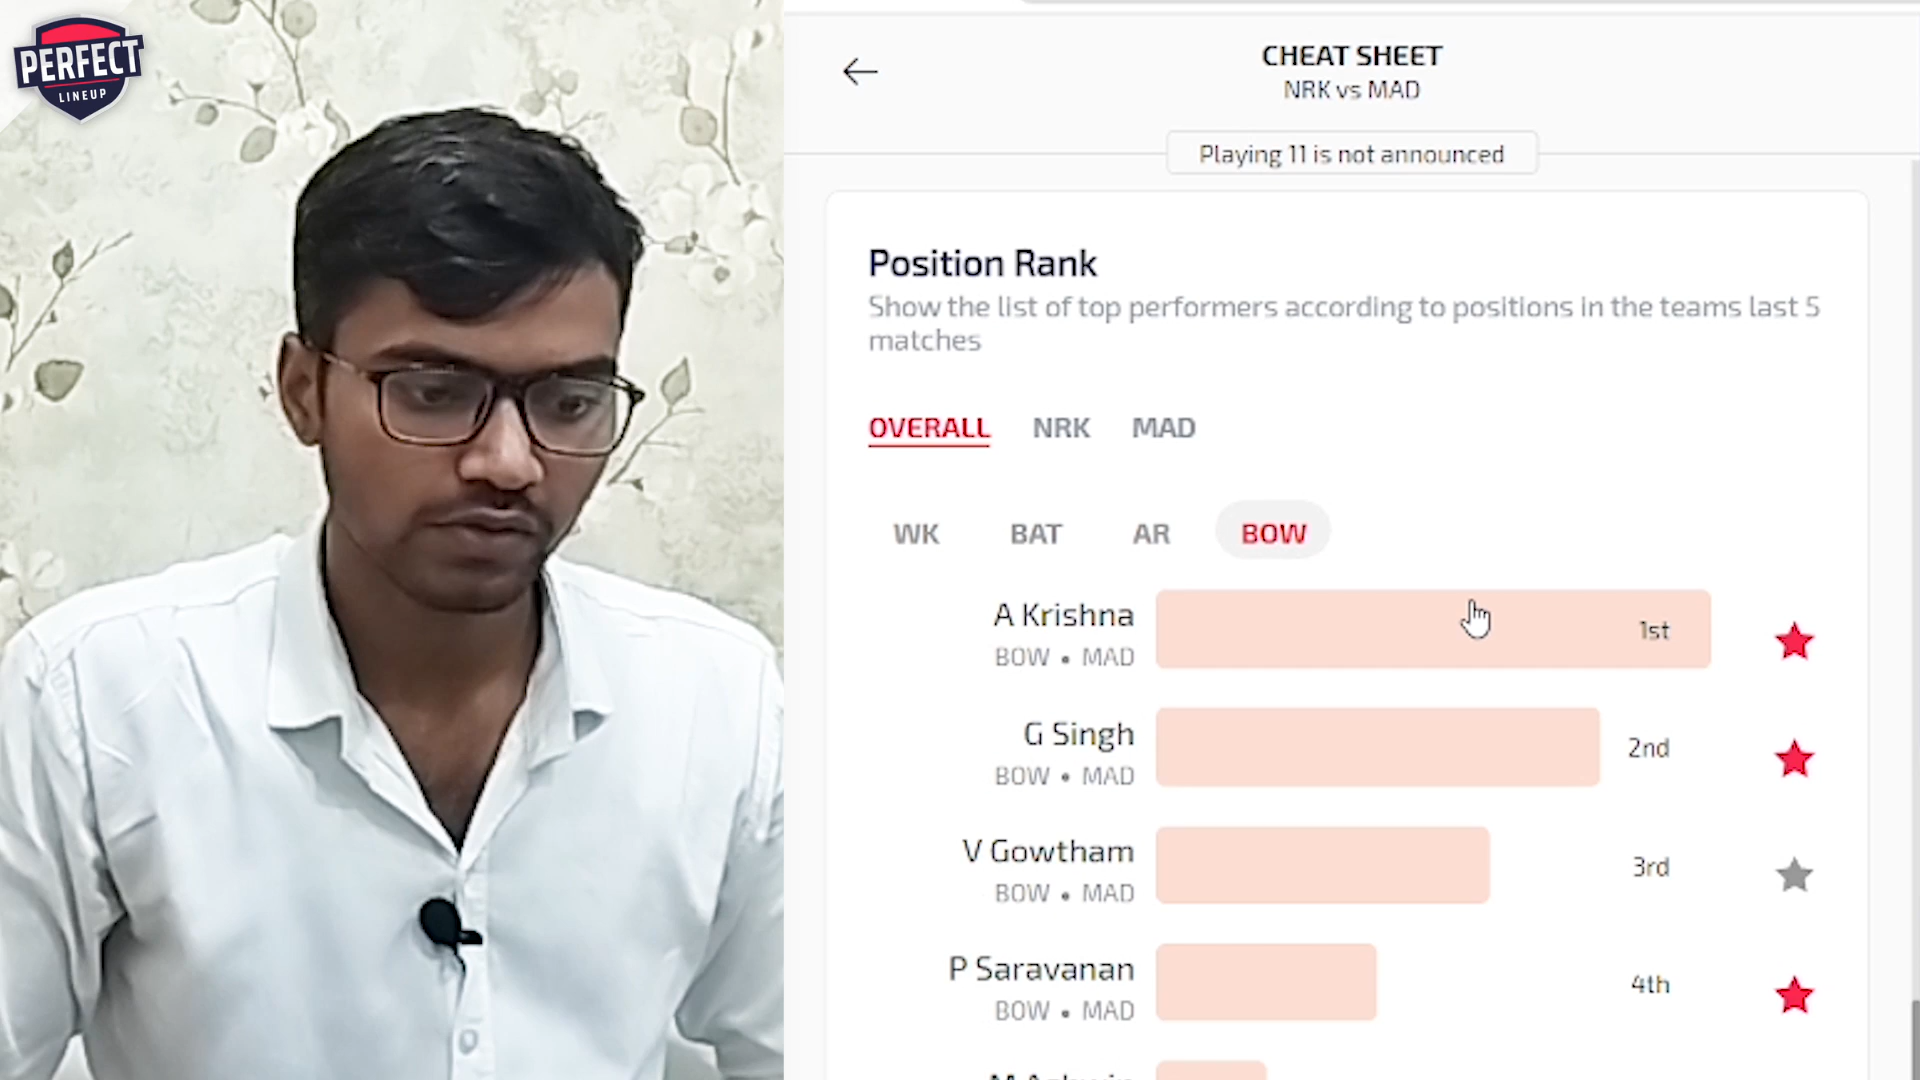 PERFECT
LINEUP
CHEAT SHEET
NRK vs MAD
Playing 11 is not announced
Position Rank
Show the list of top performers according to positions in the teams last 5
matches
OVERALL NRK MAD
WK BAT AR BOW
A Krishna
BOW • MAD
1st
G Singh
BOW • MAD
2nd
V Gowtham
BOW • MAD
3rd
P Saravanan
BOW • MAD
4th